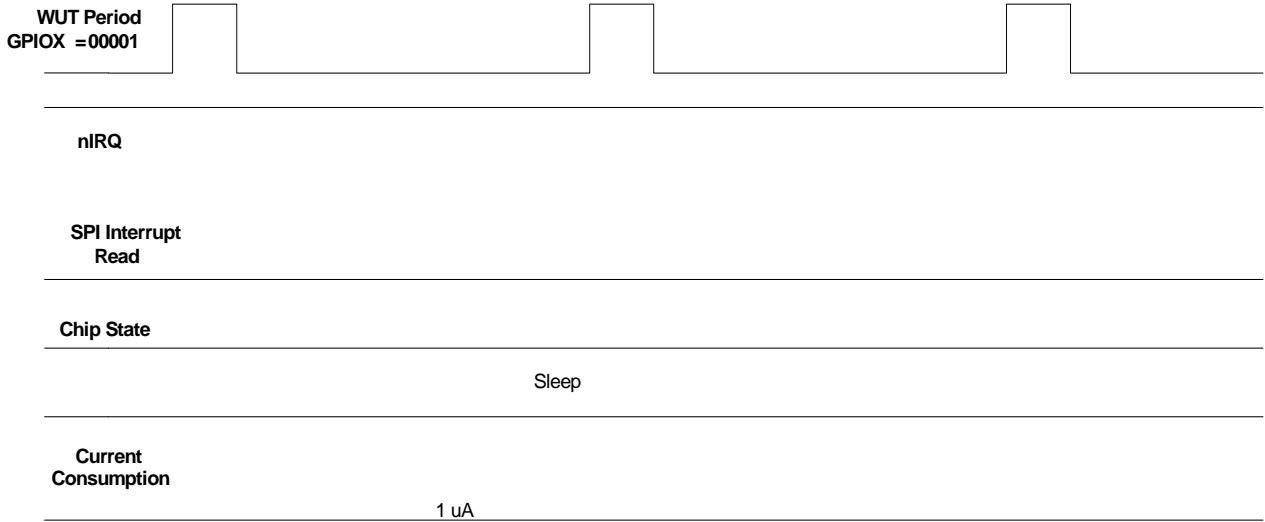 WUT Period
GPIOX =00001
nIRQ
SPI Interrupt
Read
Chip State
Sleep
Current
Consumption
1 uA